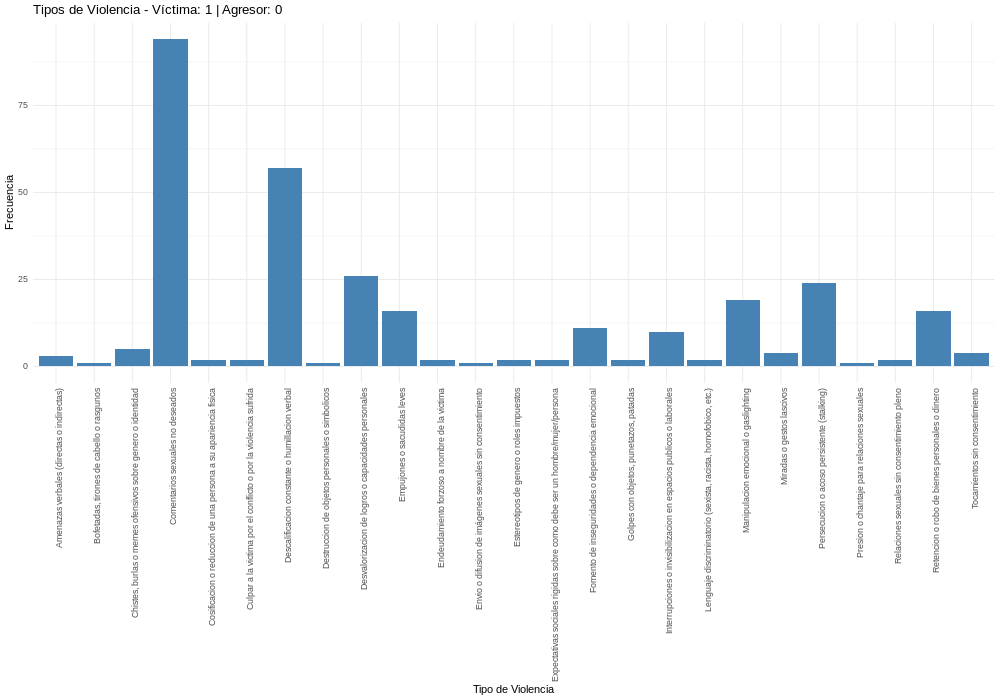 Tipos de Violencia - Víctima: 1 | Agresor: 0
Frecuencia
75
50
25
0
Amenazas verbales (directas o indirectas)
Bofetadas, tirones de cabello o rasgunos
Chistes, burlas o memes ofensivos sobre genero o identidad
Comentarios sexuales no deseados
Cosificacion o reduccion de una persona a su apariencia fisica
Culpar a la victima por el conflicto o por la violencia sufrida
Descalificacion constante o humillacion verbal
Destruccion de objetos personales o simbolicos
Desvalorizacion de logros o capacidades personales
Empujones o sacudidas leves
Endeudamiento forzoso a nombre de la victima
Envio o difusion de imágenes sexuales sin consentimiento
Estereotipos de genero o roles impuestos
Expectativas sociales rigidas sobre como debe ser un hombre/mujer/persona
Fomento de inseguridades o dependencia emocional
Golpes con objetos, punetazos, patadas
Interrupciones o invisibilizacion en espacios publicos o laborales
Lenguaje discriminatorio (sexista, racista, homofobico, etc.)
Manipulacion emocional o gaslighting
Miradas o gestos lascivos
Persecucion o acoso persistente (stalking)
Presion o chantaje para relaciones sexuales
Relaciones sexuales sin consentimiento pleno
Retencion o robo de bienes personales o dinero
Tocamientos sin consentimiento
Tipo de Violencia